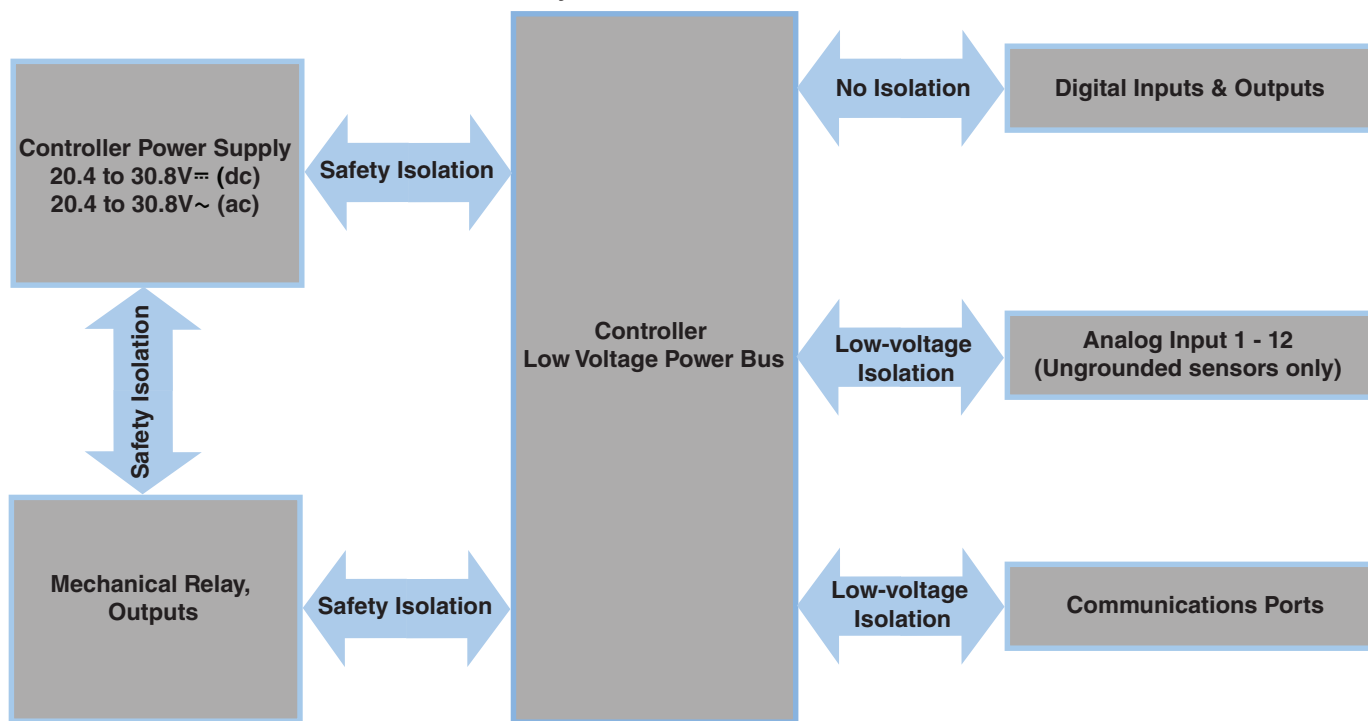 Controller Power Supply
20.4 to 30.8V⎓ (dc)
20.4 to 30.8V~ (ac)
Safety Isolation
Safety Isolation
Mechanical Relay,
Outputs
Safety Isolation
Controller
Low Voltage Power Bus
No Isolation
Digital Inputs & Outputs
Low-voltage
Isolation
Analog Input 1 - 12
(Ungrounded sensors only)
Low-voltage
Isolation
Communications Ports